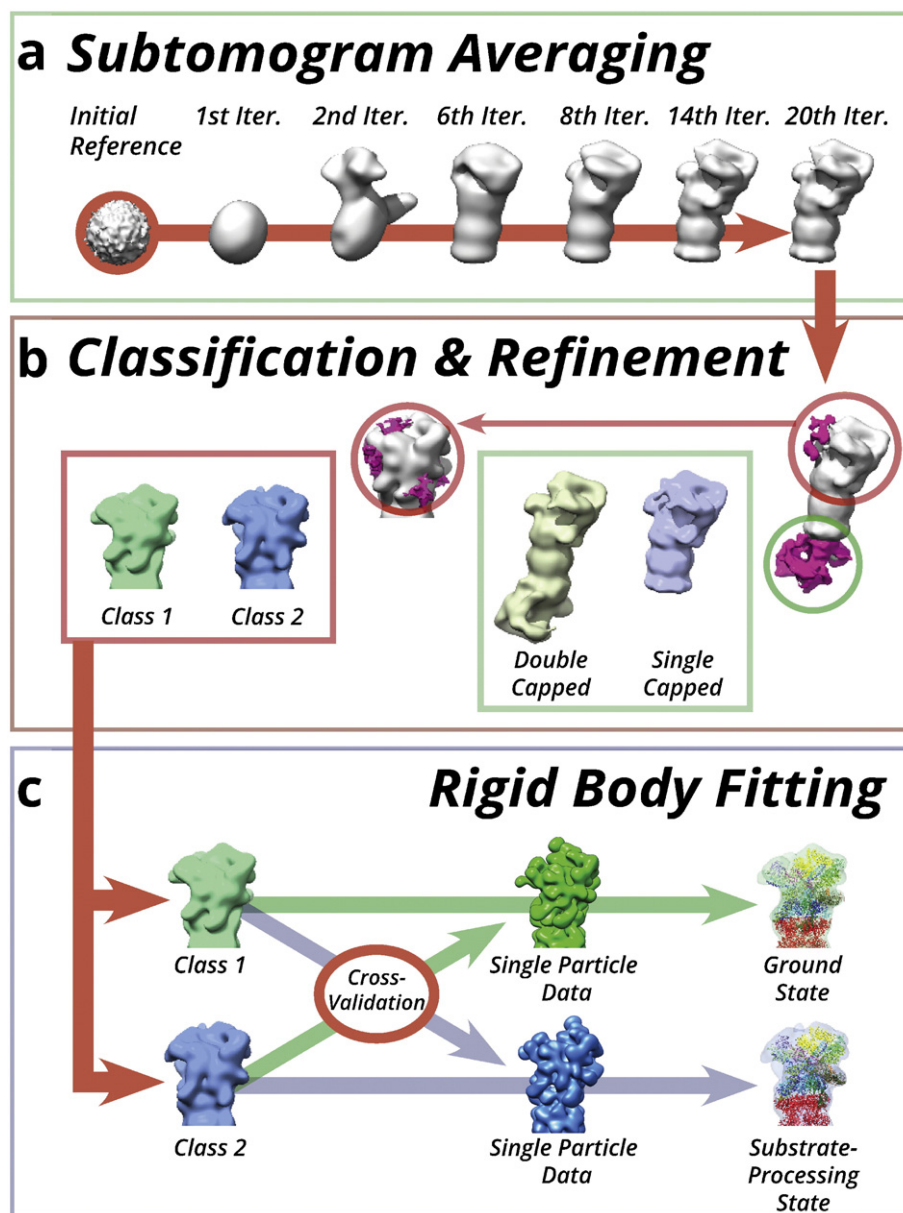 a Subtomogram Averaging
Initial
Reference
1st Iter.
2nd Iter.
6th Iter.
8th Iter.
14th Iter.
20th Iter.
b Classification & Refinement
Class 1
Class 2
Double
Capped
Single
Capped
c Rigid Body Fitting
Class 1
Cross-
Validation
Single Particle
Data
Ground
State
Class 2
Single Particle
Data
Substrate-
Processing
State